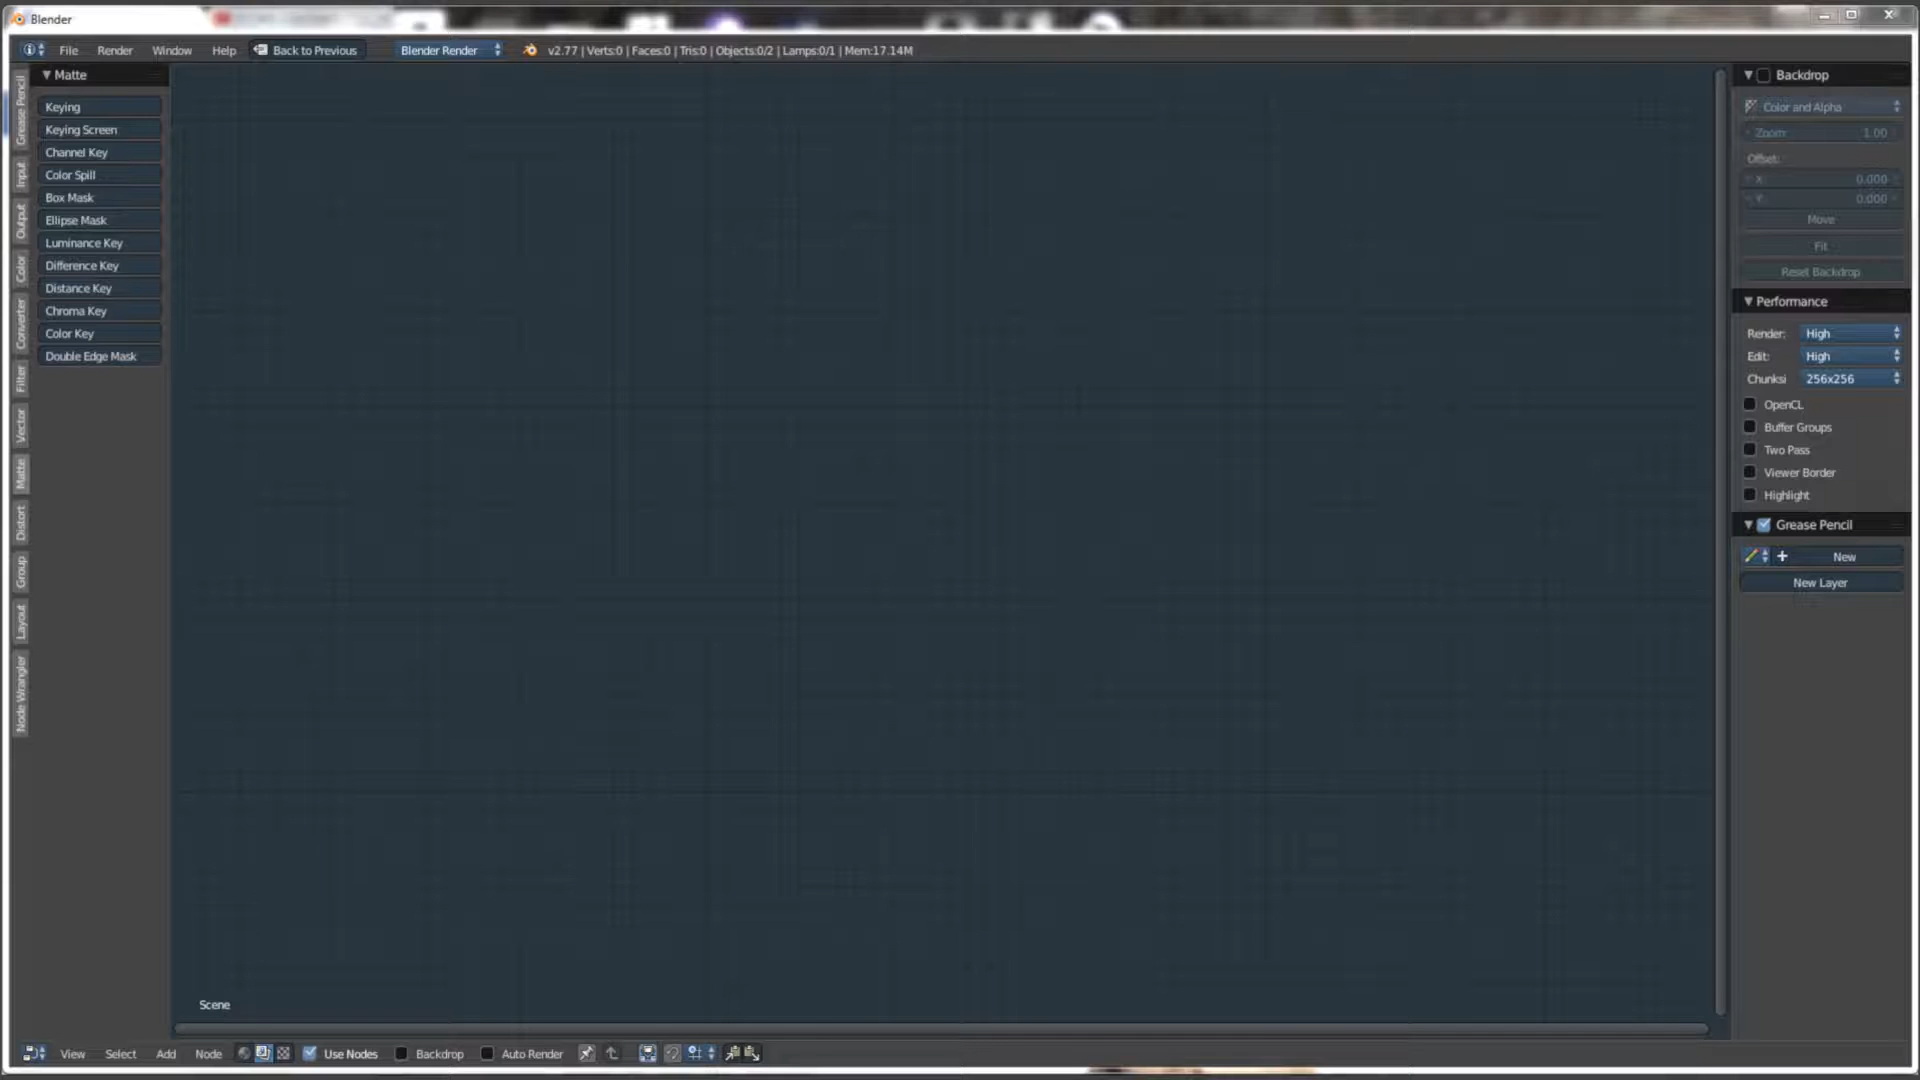 Blender
File Render Window Help Back to Previous Blender Render v2.77 | Verts:0 | Faces:0 | Tris:0 | Objects:0/2 | Lamps:0/1 | Mem:17.14M
Grease Pencil
Input
Output
Color
Converter
Filter
Vector
Matte
Distort
Group
Layout
Node Wrangler
Matte
Keying
Keying Screen
Channel Key
Color Spill
Box Mask
Ellipse Mask
Luminance Key
Difference Key
Distance Key
Chroma Key
Color Key
Double Edge Mask
Scene
Backdrop
Color and Alpha
Zoom: 1.00
Offset:
X 0.000
Y 0.000
Move
Fit
Reset Backdrop
Performance
Render: High
Edit: High
Chunksi 256x256
OpenCL
Buffer Groups
Two Pass
Viewer Border
Highlight
Grease Pencil
New
New Layer
View Select Add Node Use Nodes Backdrop Auto Render